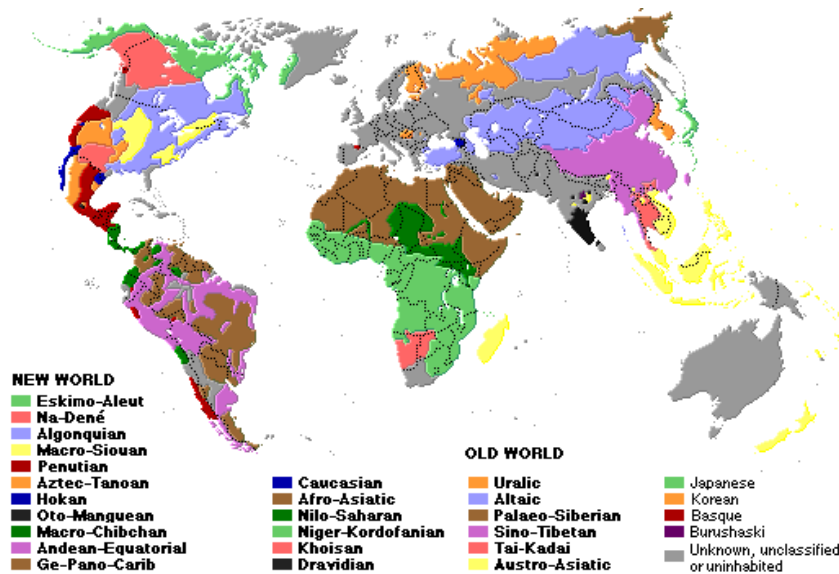 NEW WORLD
Eskimo-Aleut
Na-Dené
Algonquian
Macro-Siouan
Penutian
Aztec-Tanoan
Hokan
Oto-Manguean
Macro-Chibchan
Andean-Equatorial
Ge-Pano-Carib
OLD WORLD
Caucasian
Afro-Asiatic
Nilo-Saharan
Niger-Kordofanian
Khoisan
Dravidian
Uralic
Altaic
Palaeo-Siberian
Sino-Tibetan
Tai-Kadai
Austro-Asiatic
Japanese
Korean
Basque
Burushaski
Unknown, unclassified
or uninhabited